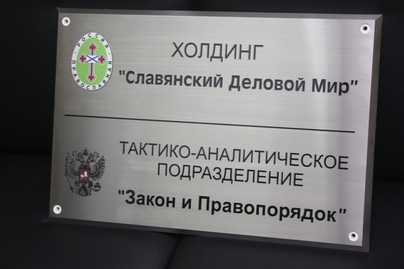 ХОЛДИНГ
"Славянский Деловой Мир"
ТАКТИКО-АНАЛИТИЧЕСКОЕ
ПОДРАЗДЕЛЕНИЕ
"Закон и Правопорядок"